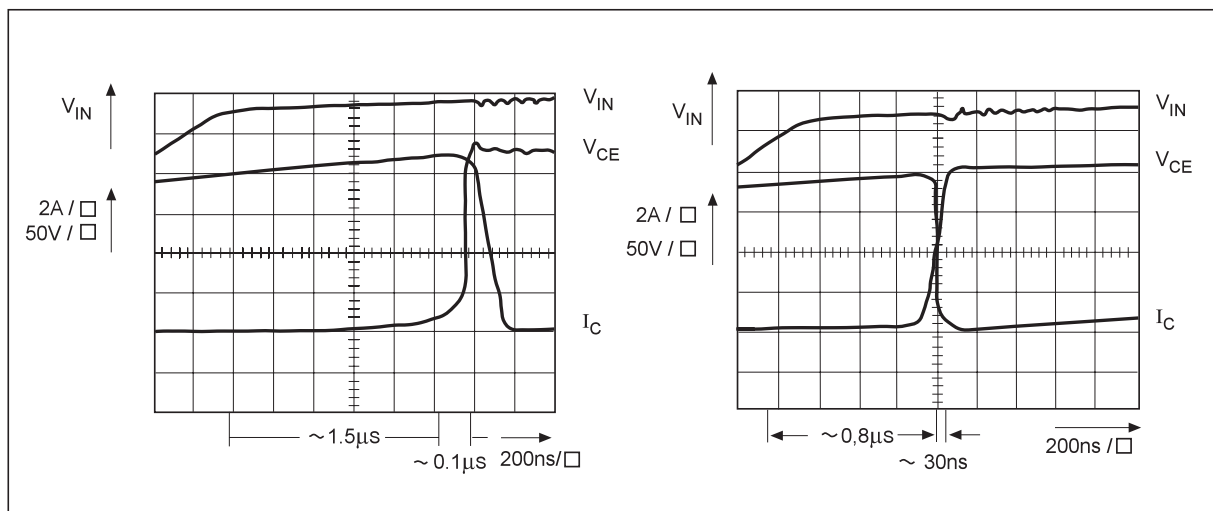 V_IN
V_IN
V_CE
2A / □
50V / □
I_C
~ 1.5µs
~ 0.1µs
200ns/□
V_IN
V_IN
V_CE
2A / □
50V / □
I_C
~ 0,8µs
~ 30ns
200ns / □